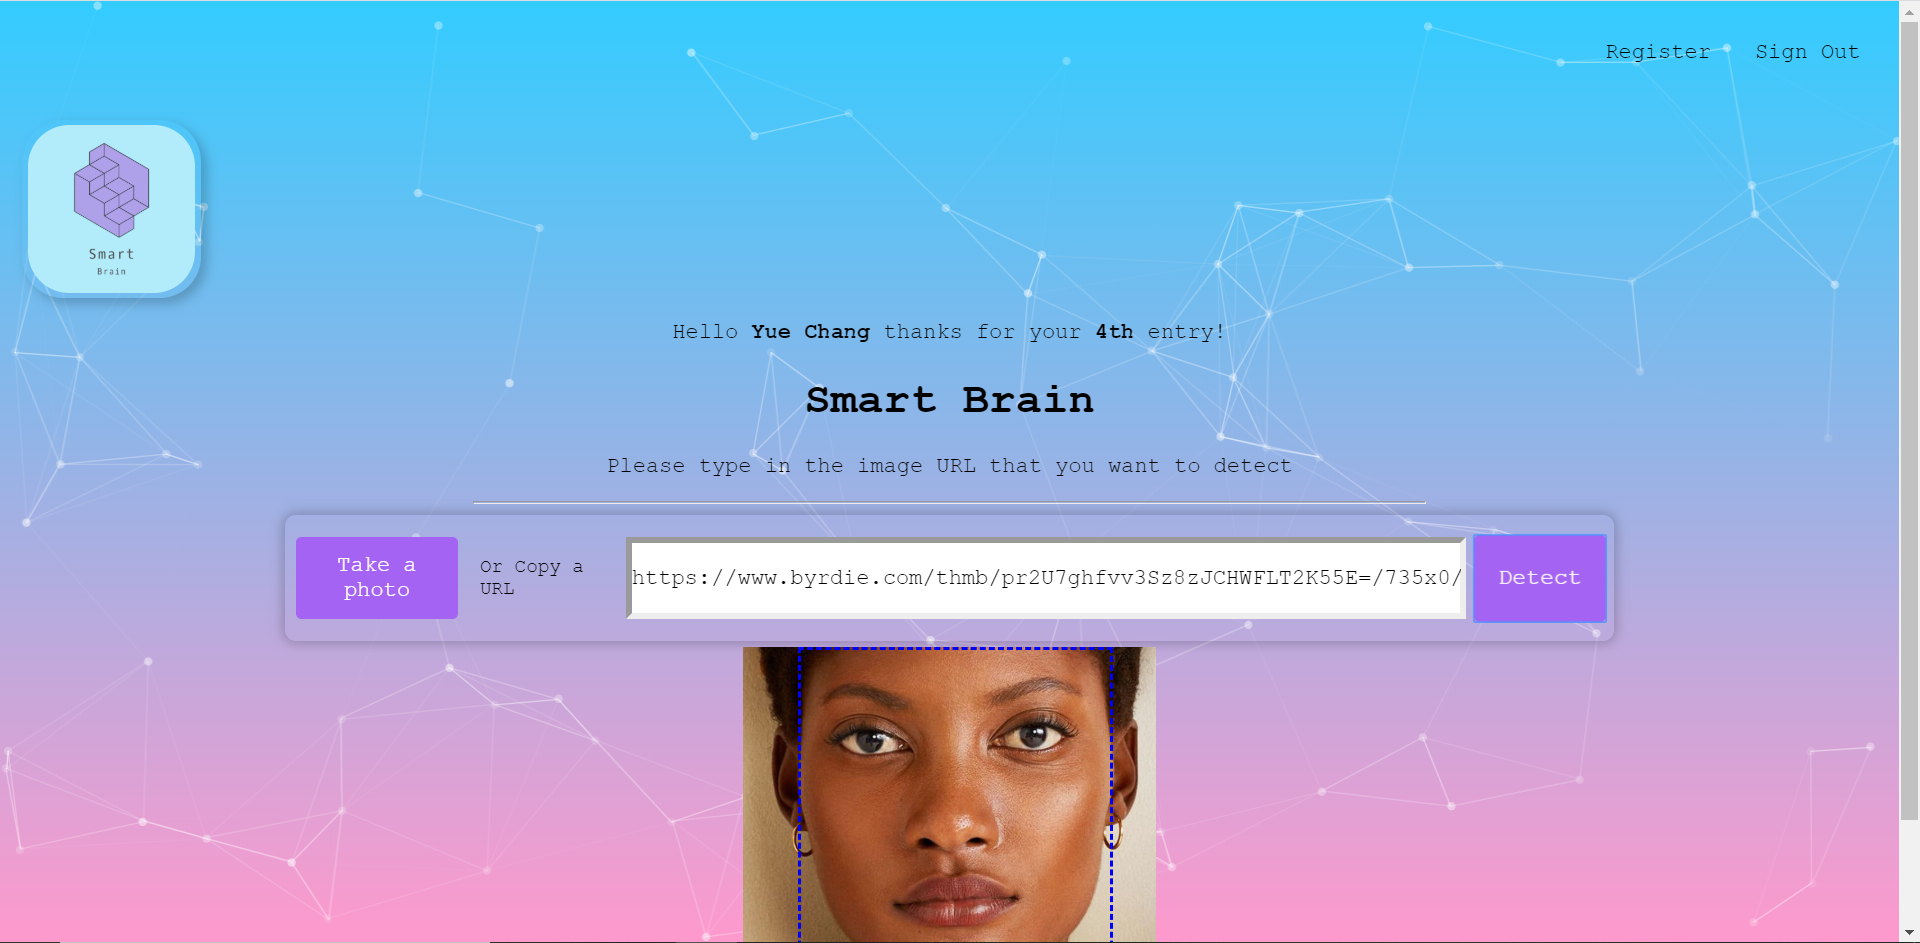 Register Sign Out
Smart
Brain
Hello Yue Chang thanks for your 4th entry!
Smart Brain
Please type in the image URL that you want to detect
Take a
photo
Or Copy a
URL
https://www.byrdie.com/thmb/pr2U7ghfvv3Sz8zJCHWFLT2K55E=/735x0/
Detect